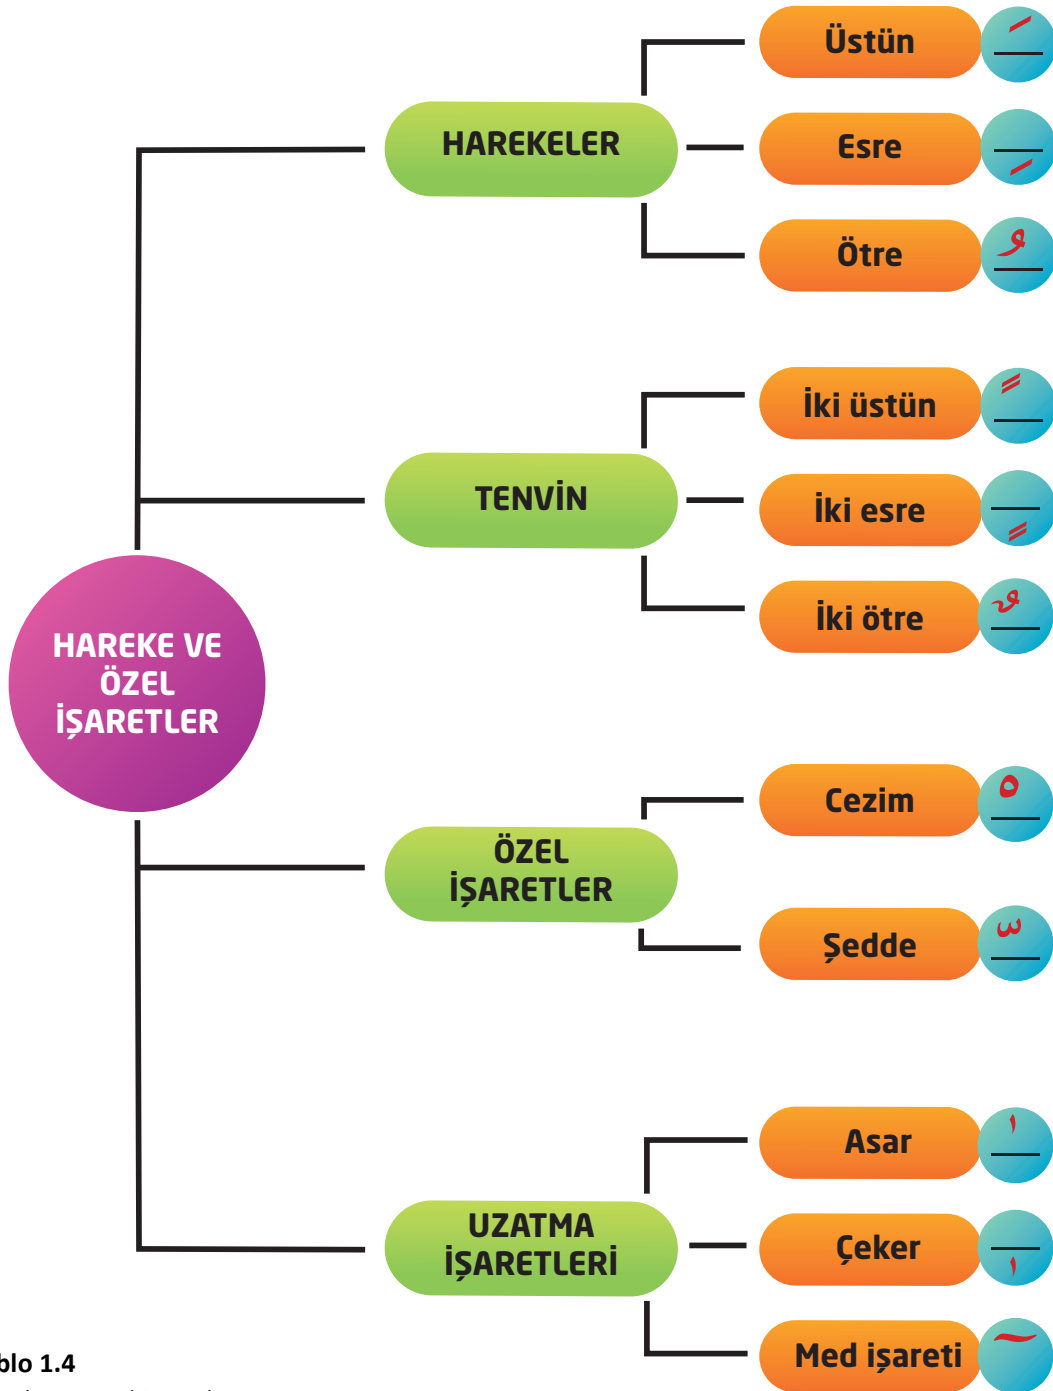 Üstün
HAREKELER
Esre
Ötre
İki üstün
TENVİN
İki esre
İki ötre
HAREKE VE
ÖZEL
İŞARETLER
Cezim
ÖZEL
İŞARETLER
Şedde
Asar
UZATMA
İŞARETLERİ
Çeker
Med işareti
blo 1.4